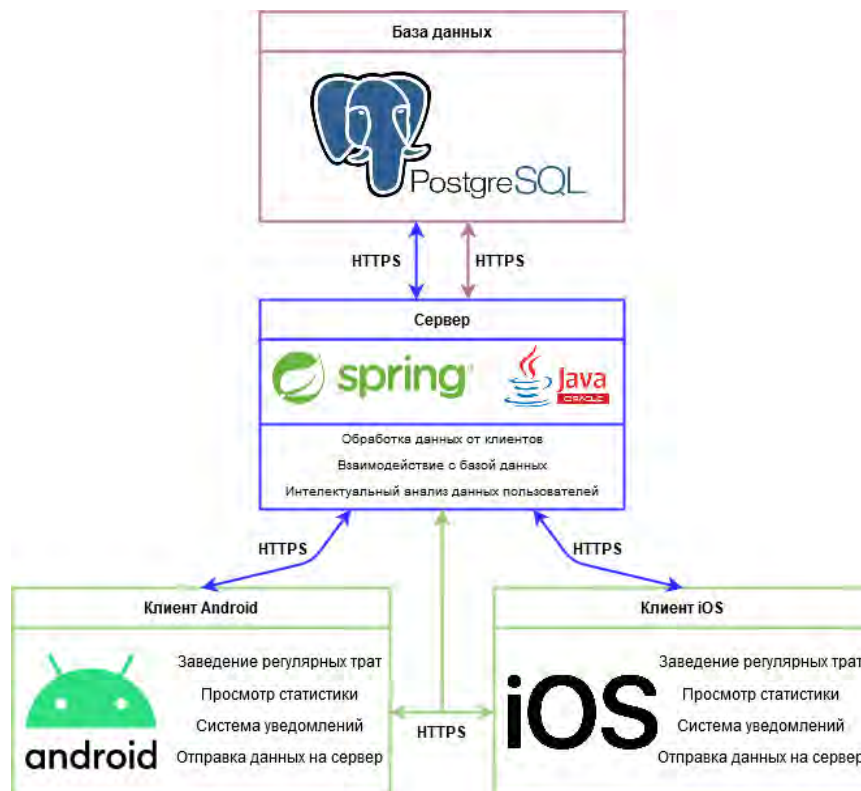 База данных
PostgreSQL
HTTPS
HTTPS
Сервер
spring
Java
ORACLE
Обработка данных от клиентов
Взаимодействие с базой данных
Интелектуальный анализ данных пользователей
HTTPS
HTTPS
Клиент Android
Заведение регулярных трат
Просмотр статистики
Система уведомлений
Отправка данных на сервер
android
HTTPS
Клиент iOS
iOS
Заведение регулярных трат
Просмотр статистики
Система уведомлений
Отправка данных на сервер